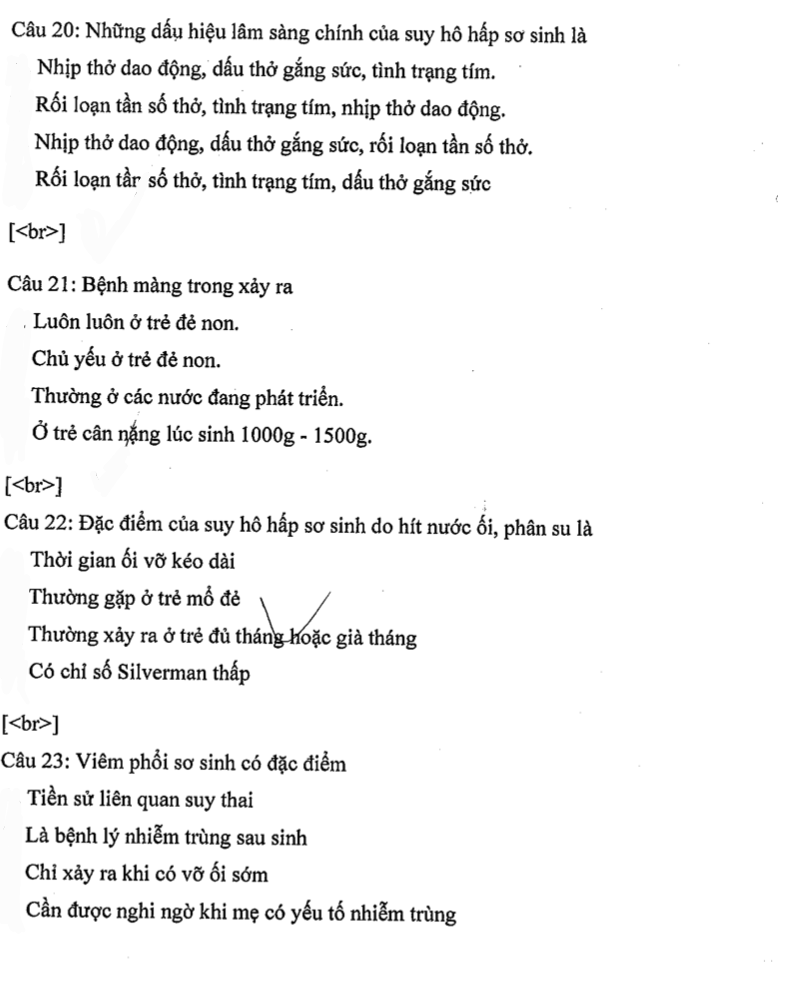 Câu 20: Những dấu hiệu lâm sàng chính của suy hô hấp sơ sinh là
Nhịp thở dao động, dấu thở gắng sức, tình trạng tím.
Rối loạn tần số thở, tình trạng tím, nhịp thở dao động.
Nhịp thở dao động, dấu thở gắng sức, rối loạn tần số thở.
Rối loạn tần số thở, tình trạng tím, dấu thở gắng sức
[<br>]
Câu 21: Bệnh màng trong xảy ra
Luôn luôn ở trẻ đẻ non.
Chủ yếu ở trẻ đẻ non.
Thường ở các nước đang phát triển.
Ở trẻ cân nặng lúc sinh 1000g - 1500g.
[<br>]
Câu 22: Đặc điểm của suy hô hấp sơ sinh do hít nước ối, phân su là
Thời gian ối vỡ kéo dài
Thường gặp ở trẻ mổ đẻ
Thường xảy ra ở trẻ đủ tháng hoặc già tháng
Có chỉ số Silverman thấp
[<br>]
Câu 23: Viêm phổi sơ sinh có đặc điểm
Tiền sử liên quan suy thai
Là bệnh lý nhiễm trùng sau sinh
Chỉ xảy ra khi có vỡ ối sớm
Cần được nghi ngờ khi mẹ có yếu tố nhiễm trùng